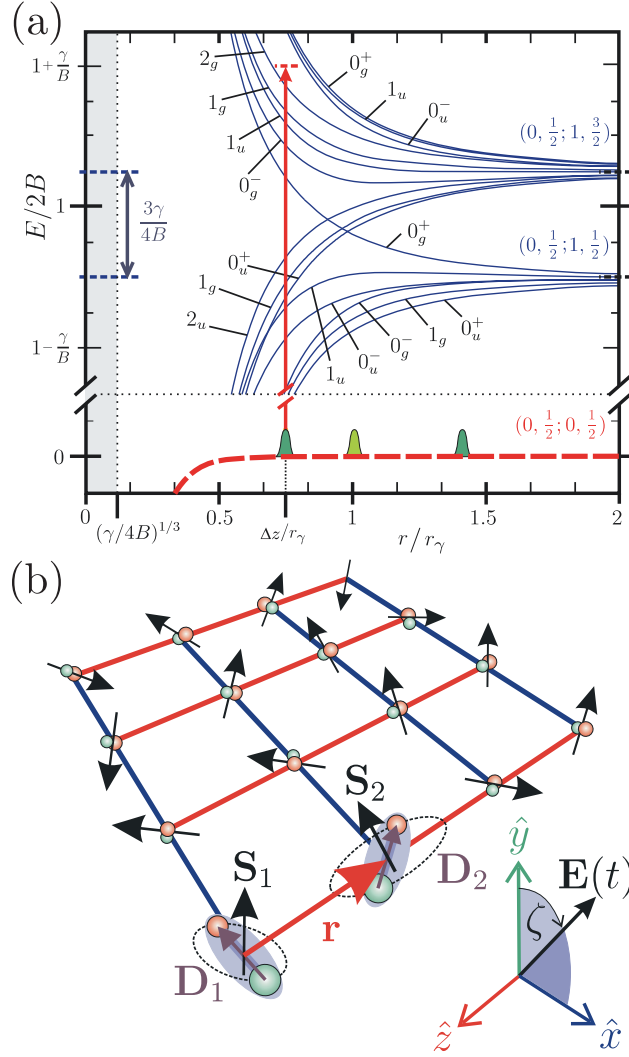 (a)
1+γ/B
E/2B
1
1−γ/B
0
3γ/4B
2_g
1_g
1_u
0_g^-
0_g^+
1_u
0_u^-
(0, 1/2; 1, 3/2)
0_g^+
(0, 1/2; 1, 1/2)
0_u^+
1_g
2_u
1_u
0_u^-
0_g^-
1_g
0_u^+
(0, 1/2; 0, 1/2)
0
(γ/4B)^{1/3}
0.5
Δz/r_γ
1
r/r_γ
1.5
2
(b)
S_2
S_1
D_2
r
D_1
ŷ
E(t)
ζ
ẑ
x̂